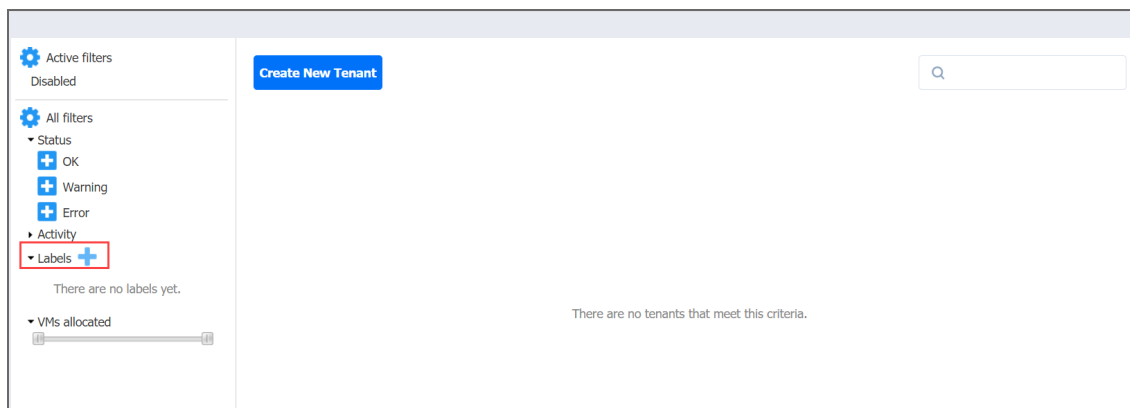 Active filters
Disabled
All filters
Status
OK
Warning
Error
Activity
Labels
There are no labels yet.
VMs allocated
Create New Tenant
There are no tenants that meet this criteria.